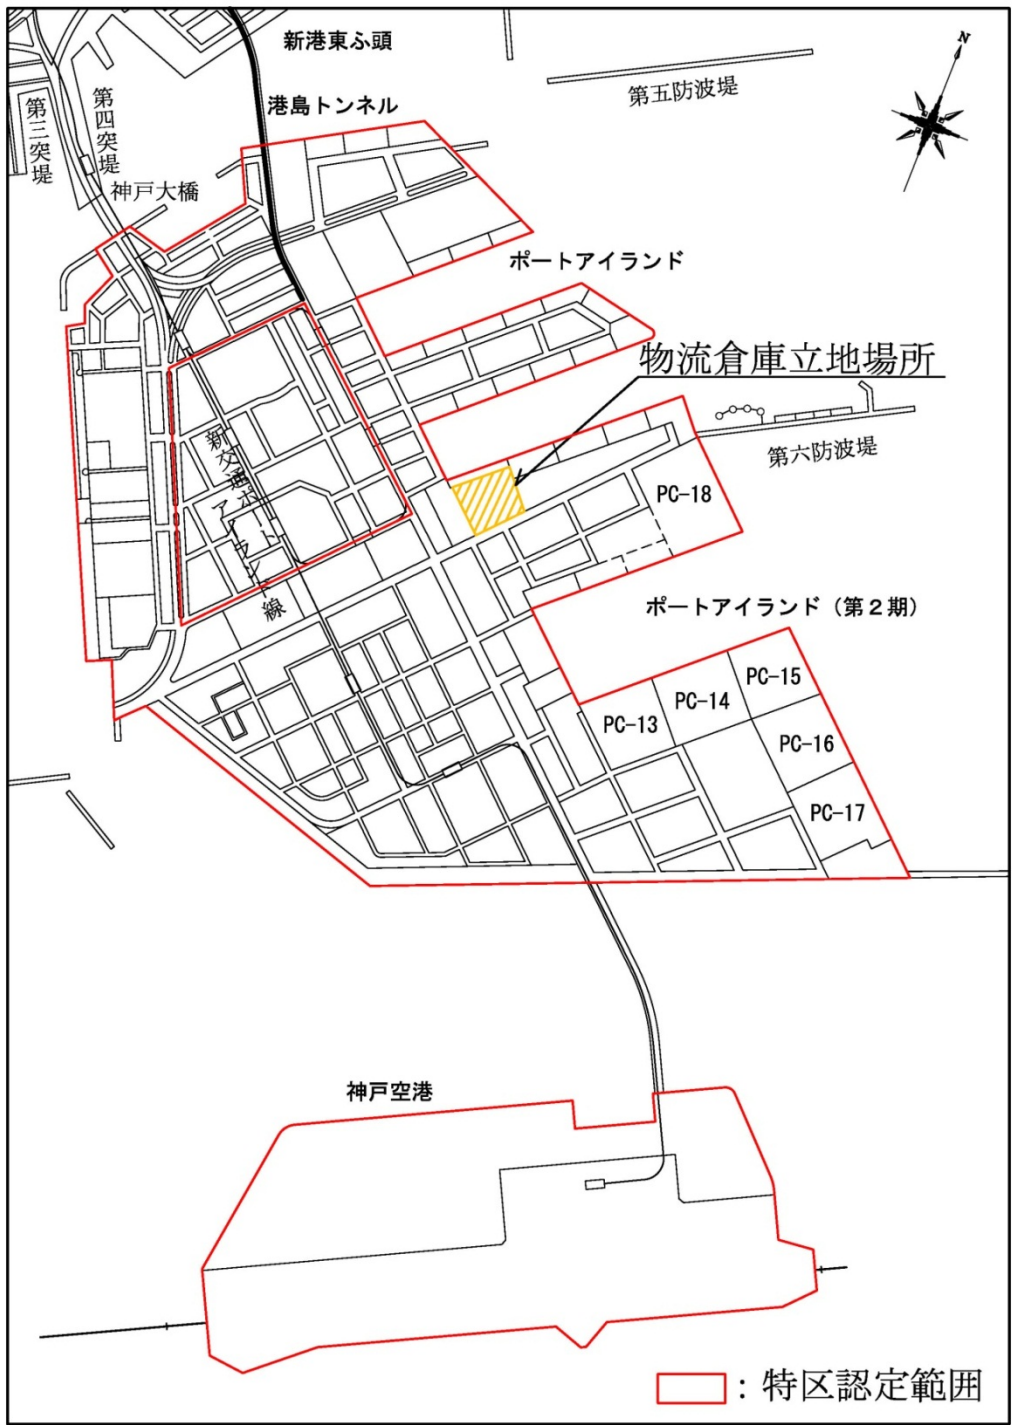 新港東ふ頭
N
第五防波堤
港島トンネル
第四突堤
第三突堤
神戸大橋
ポートアイランド
物流倉庫立地場所
第六防波堤
新交通ポートアイランド線
PC-18
ポートアイランド（第２期）
PC-15
PC-14
PC-13
PC-16
PC-17
神戸空港
：特区認定範囲